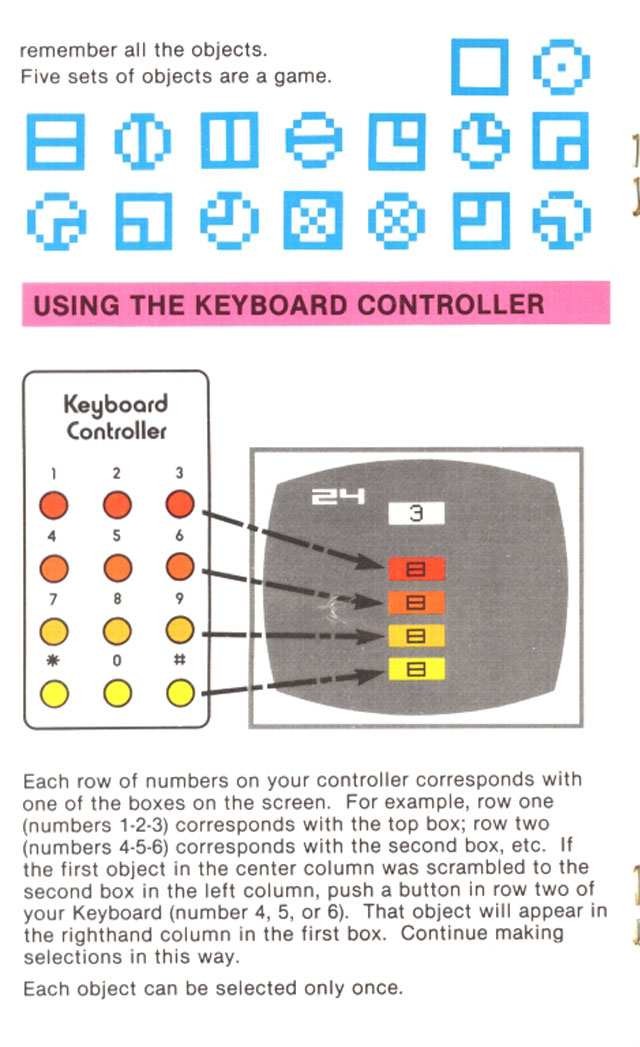 remember all the objects.
Five sets of objects are a game.
USING THE KEYBOARD CONTROLLER
Keyboard
Controller
1 2 3
4 5 6
7 8 9
* 0 #
24
3
Each row of numbers on your controller corresponds with
one of the boxes on the screen. For example, row one
(numbers 1-2-3) corresponds with the top box; row two
(numbers 4-5-6) corresponds with the second box, etc. If
the first object in the center column was scrambled to the
second box in the left column, push a button in row two of
your Keyboard (number 4, 5, or 6). That object will appear in
the righthand column in the first box. Continue making
selections in this way.
Each object can be selected only once.